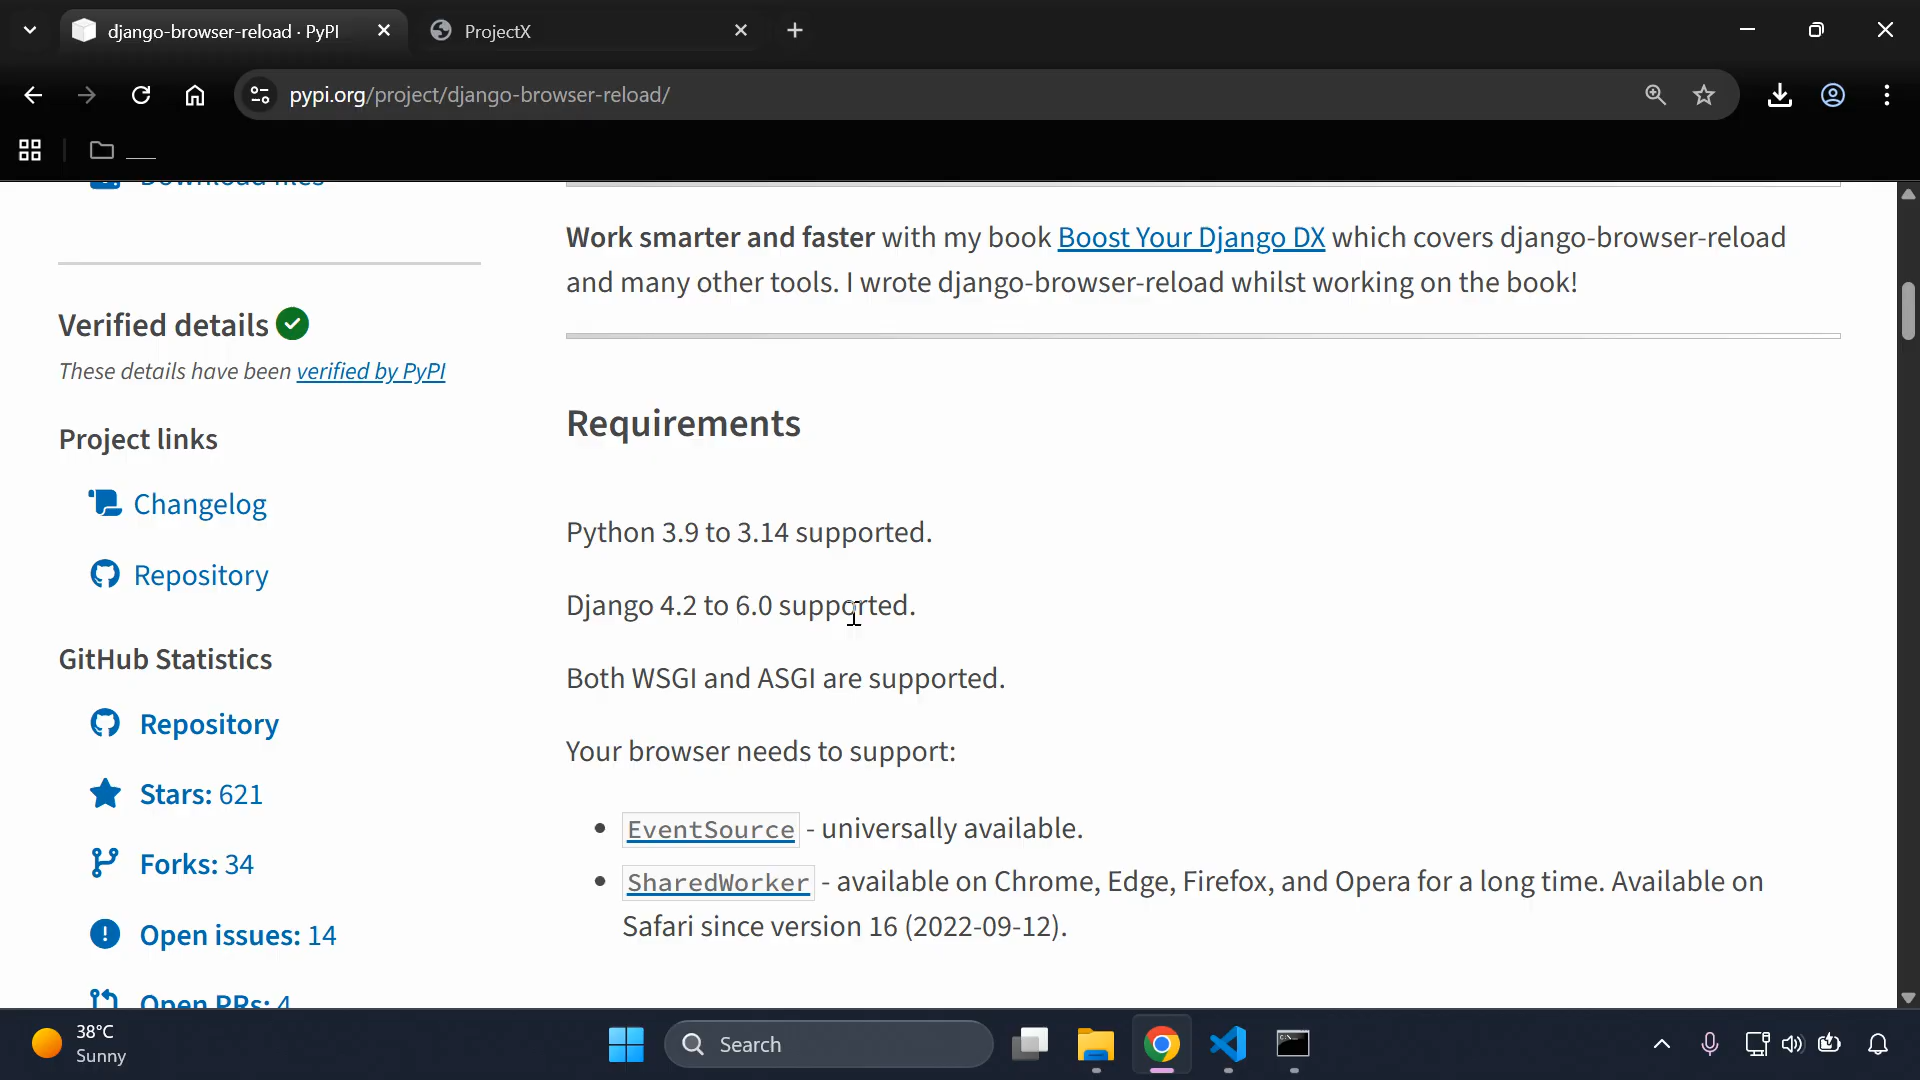 django-browser-reload · PyPI
ProjectX
pypi.org/project/django-browser-reload/
Download files
Verified details
These details have been verified by PyPI
Project links
Changelog
Repository
GitHub Statistics
Repository
Stars: 621
Forks: 34
Open issues: 14
Open PRs: 4
Work smarter and faster with my book Boost Your Django DX which covers django-browser-reload
and many other tools. I wrote django-browser-reload whilst working on the book!
Requirements
Python 3.9 to 3.14 supported.
Django 4.2 to 6.0 supported.
Both WSGI and ASGI are supported.
Your browser needs to support:
EventSource - universally available.
SharedWorker - available on Chrome, Edge, Firefox, and Opera for a long time. Available on
Safari since version 16 (2022-09-12).
38°C
Sunny
Search